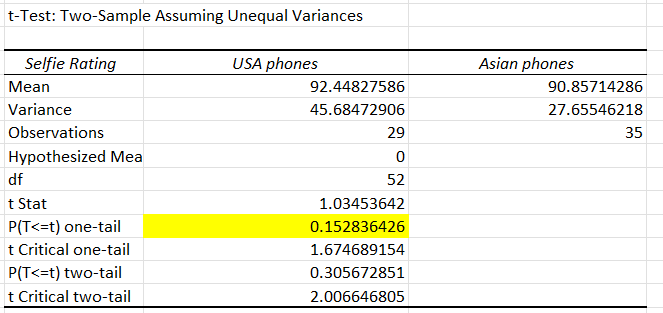 t-Test: Two-Sample Assuming Unequal Variances
Selfie Rating USA phones Asian phones
Mean 92.44827586 90.85714286
Variance 45.68472906 27.65546218
Observations 29 35
Hypothesized Mea 0
df 52
t Stat 1.03453642
P(T<=t) one-tail 0.152836426
t Critical one-tail 1.674689154
P(T<=t) two-tail 0.305672851
t Critical two-tail 2.006646805